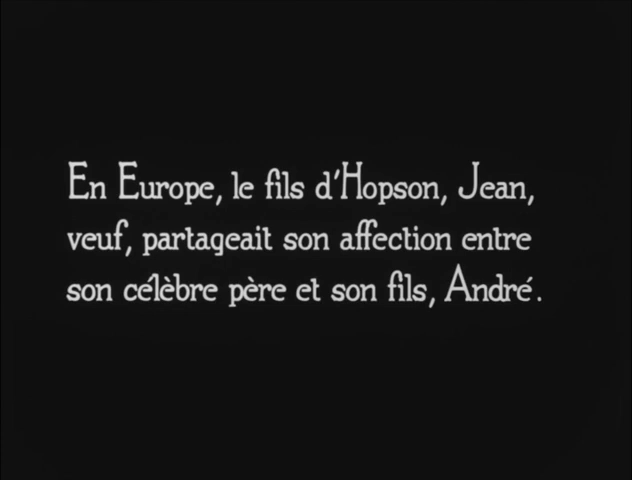 En Europe, le fils d'Hopson, Jean,
veuf, partageait son affection entre
son célèbre père et son fils, André.